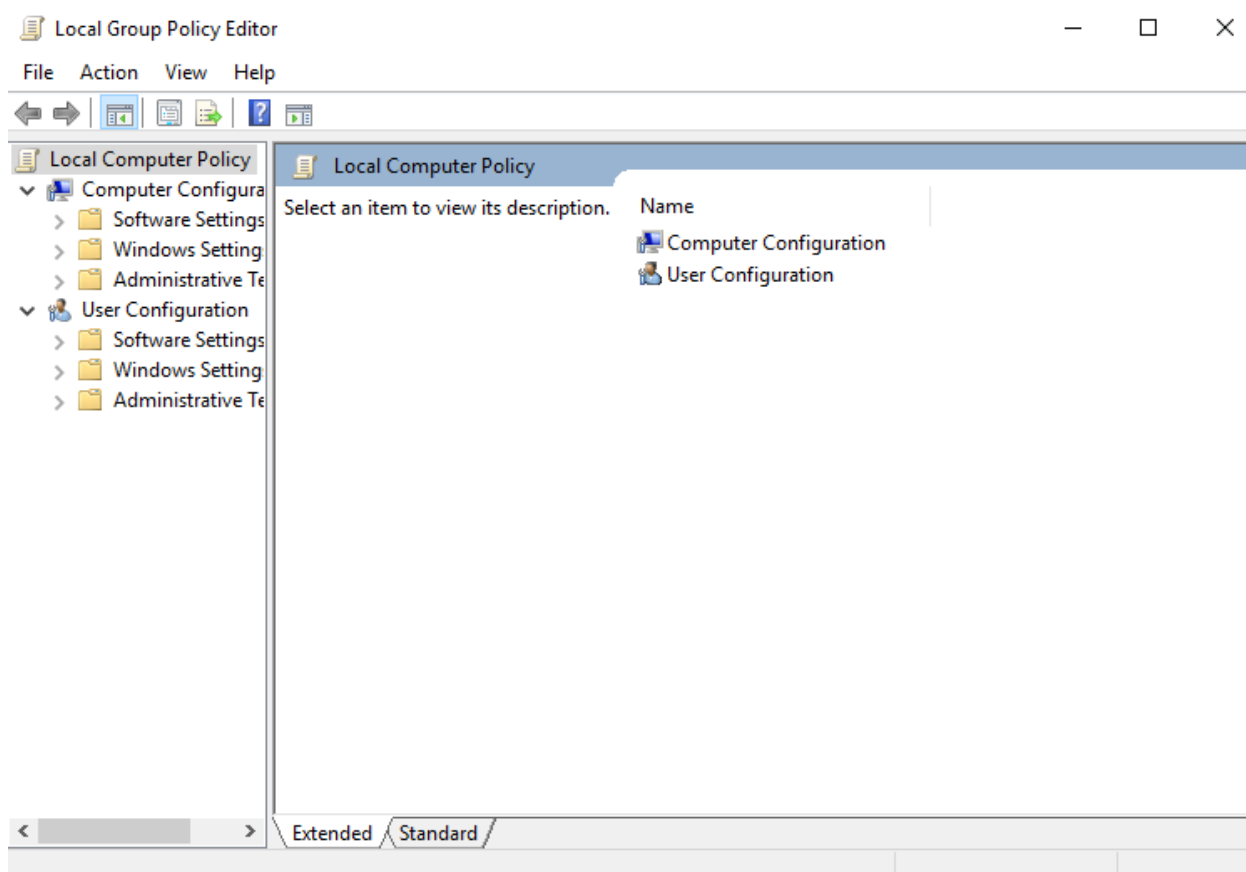 Local Group Policy Editor
File Action View Help
Local Computer Policy
Computer Configura
Software Settings
Windows Setting
Administrative Te
User Configuration
Software Settings
Windows Setting
Administrative Te
Local Computer Policy
Select an item to view its description.
Name
Computer Configuration
User Configuration
Extended Standard